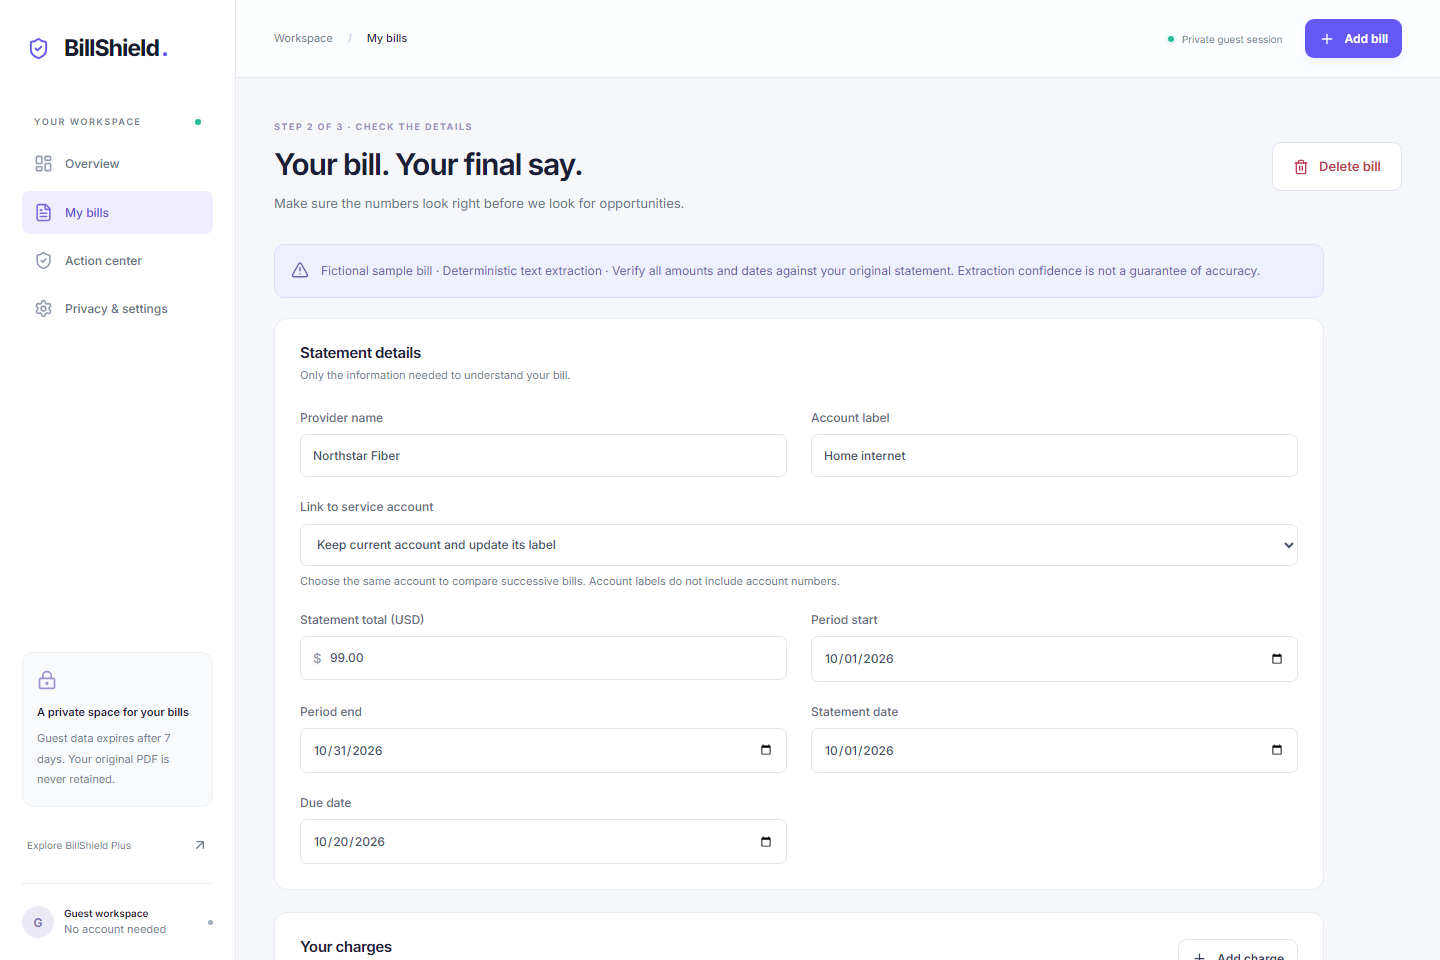 BillShield.
YOUR WORKSPACE
Overview
My bills
Action center
Privacy & settings
A private space for your bills
Guest data expires after 7
days. Your original PDF is
never retained.
Explore BillShield Plus
G
Guest workspace
No account needed
Workspace / My bills
Private guest session
Add bill
STEP 2 OF 3 · CHECK THE DETAILS
Your bill. Your final say.
Make sure the numbers look right before we look for opportunities.
Delete bill
Fictional sample bill · Deterministic text extraction · Verify all amounts and dates against your original statement. Extraction confidence is not a guarantee of accuracy.
Statement details
Only the information needed to understand your bill.
Provider name
Northstar Fiber
Account label
Home internet
Link to service account
Keep current account and update its label
Choose the same account to compare successive bills. Account labels do not include account numbers.
Statement total (USD)
$ 99.00
Period start
10/01/2026
Period end
10/31/2026
Statement date
10/01/2026
Due date
10/20/2026
Your charges
Add charge